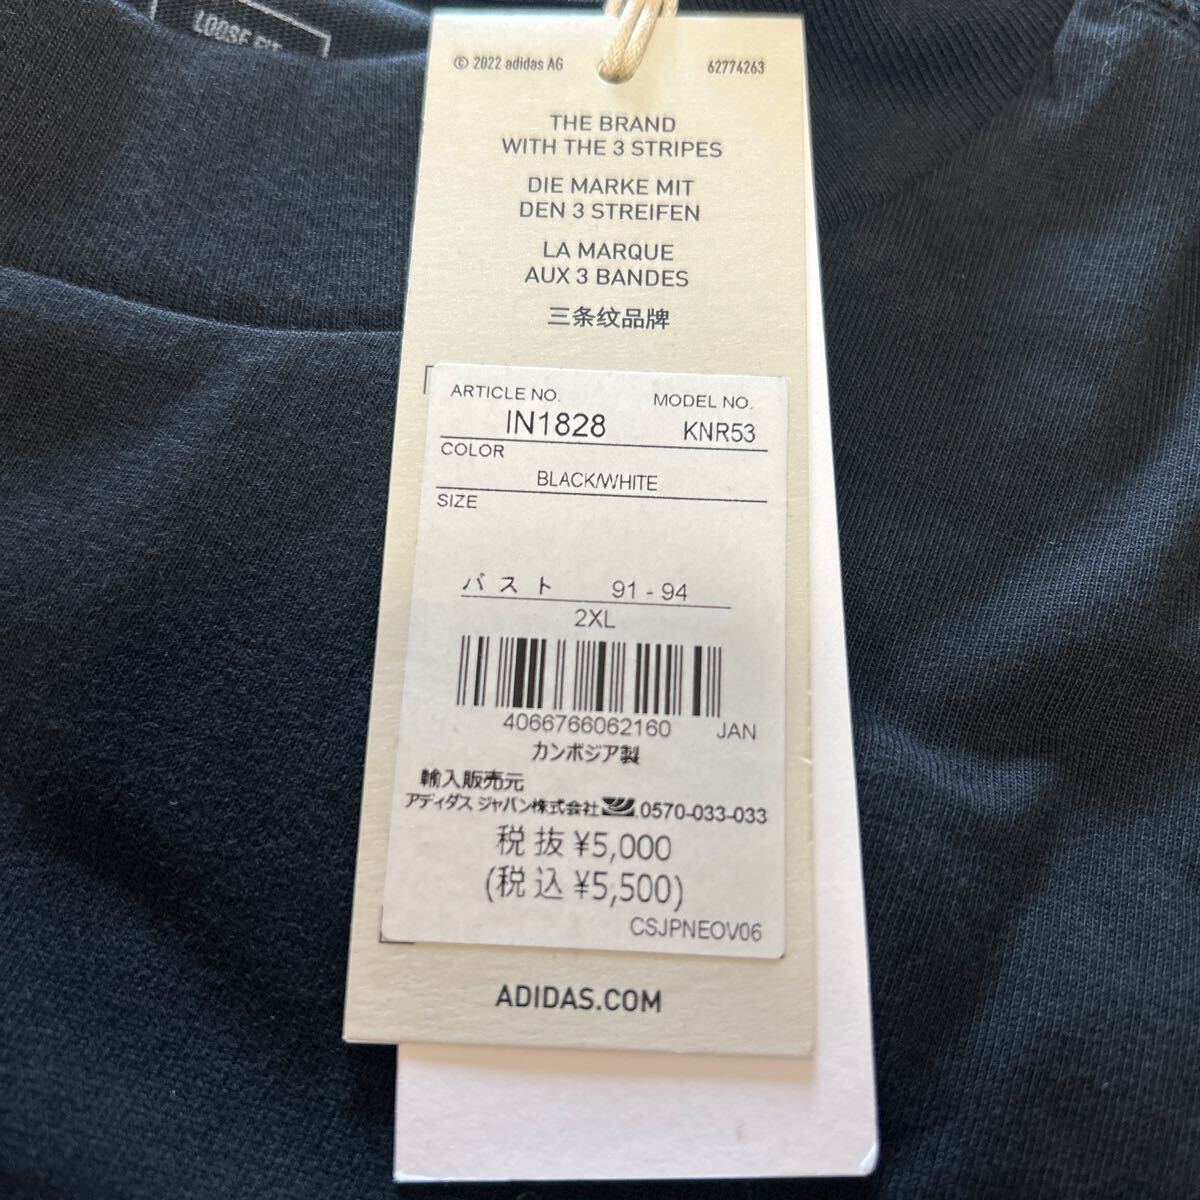 LOOSE FIT
© 2022 adidas AG 62774263
THE BRAND
WITH THE 3 STRIPES
DIE MARKE MIT
DEN 3 STREIFEN
LA MARQUE
AUX 3 BANDES
三条纹品牌
ARTICLE NO. MODEL NO.
IN1828 KNR53
COLOR
BLACK/WHITE
SIZE
バスト 91 - 94
2XL
4066766062160 JAN
カンボジア製
輸入販売元
アディダス ジャパン株式会社 0570-033-033
税抜 ¥5,000
(税込 ¥5,500)
CSJPNEOV06
ADIDAS.COM